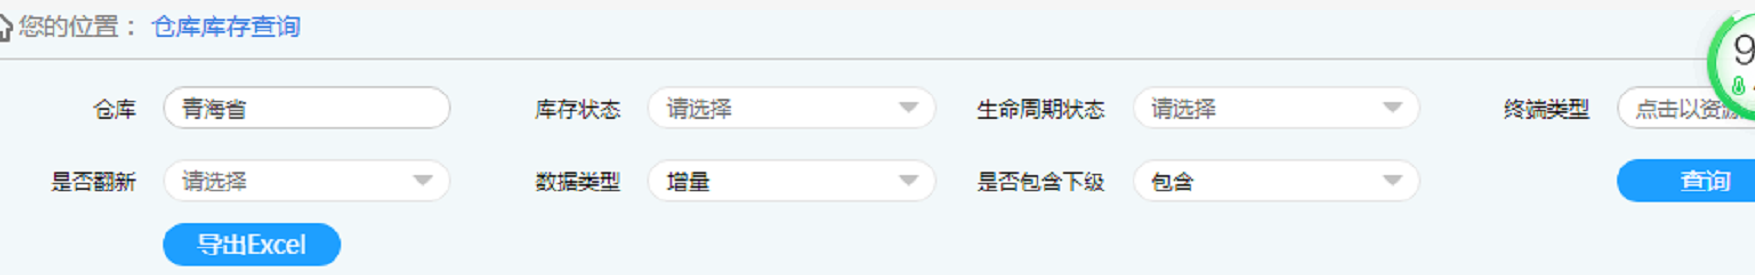 您的位置： 仓库库存查询
9
仓库 青海省 库存状态 请选择 生命周期状态 请选择 终端类型 点击以资源
是否翻新 请选择 数据类型 增量 是否包含下级 包含 查询
导出Excel